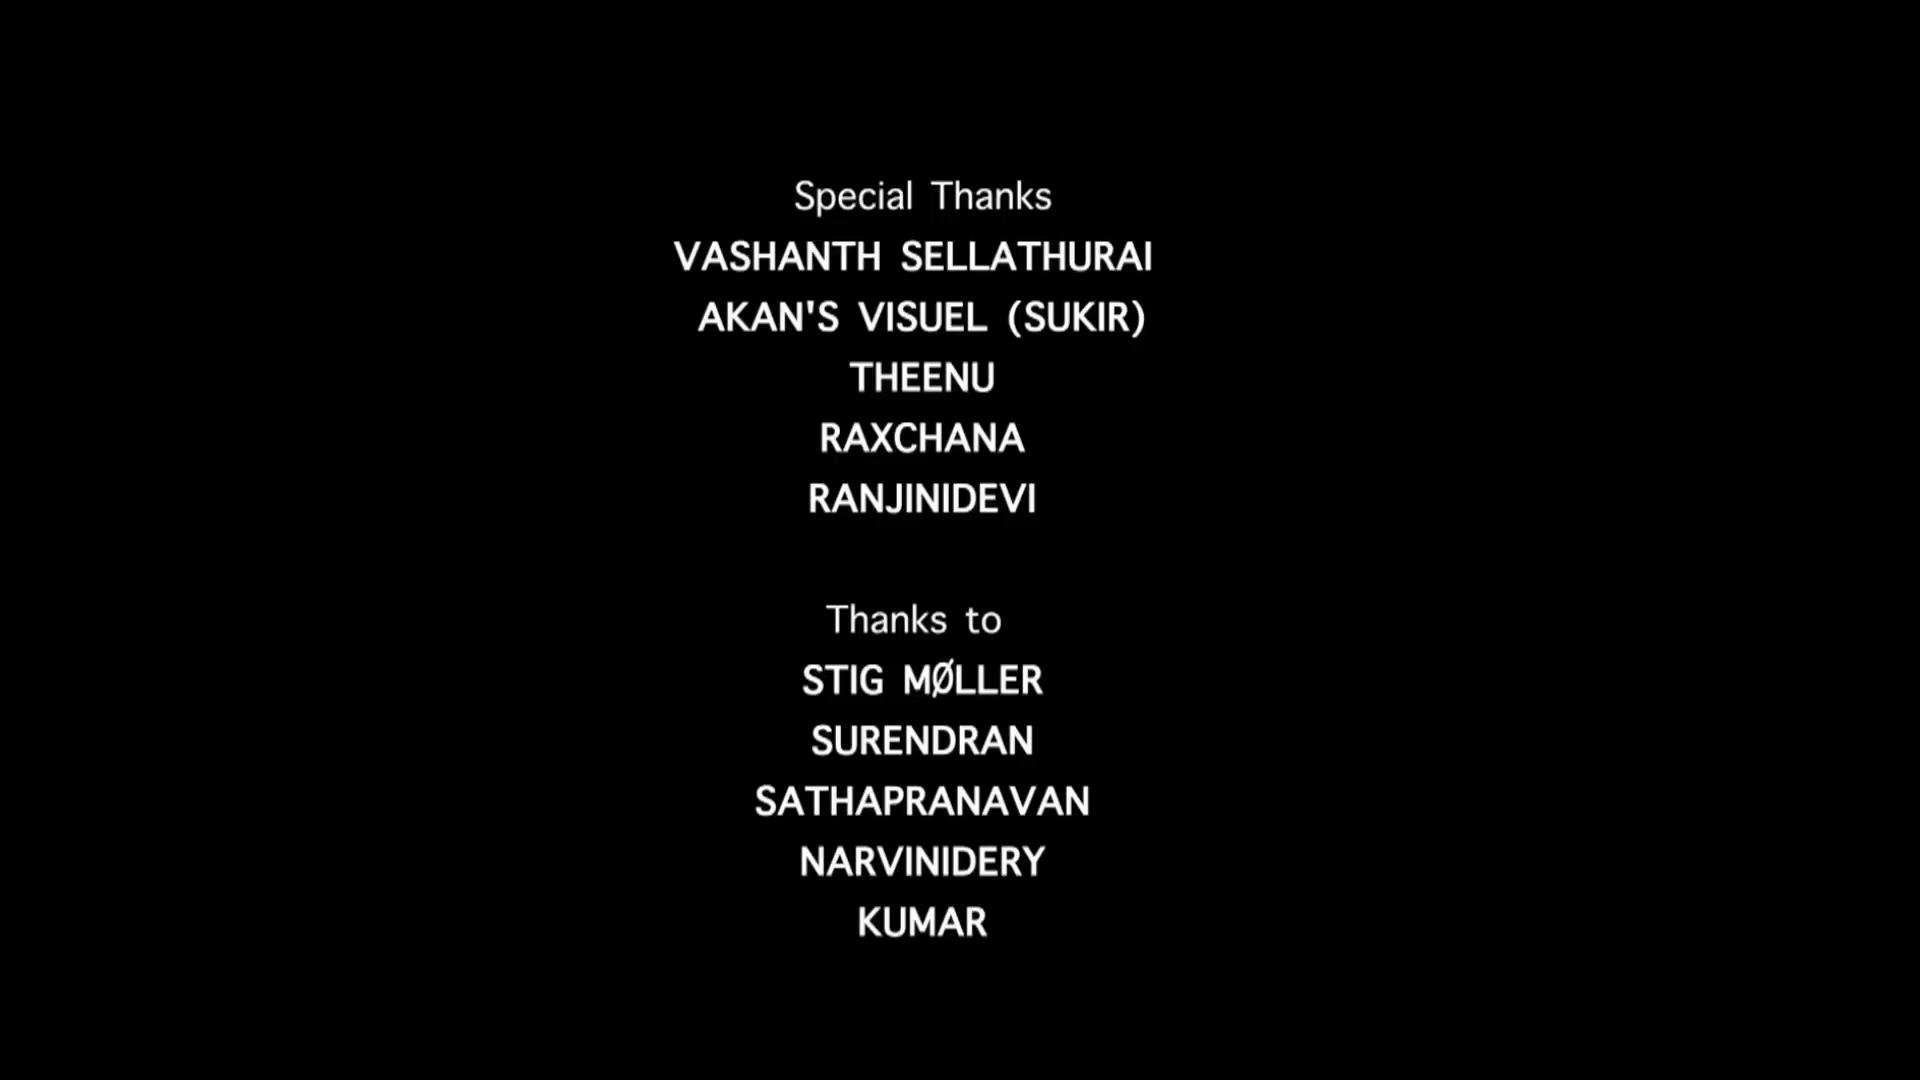 Special Thanks
VASHANTH SELLATHURAI
AKAN'S VISUEL (SUKIR)
THEENU
RAXCHANA
RANJINIDEVI
Thanks to
STIG MØLLER
SURENDRAN
SATHAPRANAVAN
NARVINIDERY
KUMAR